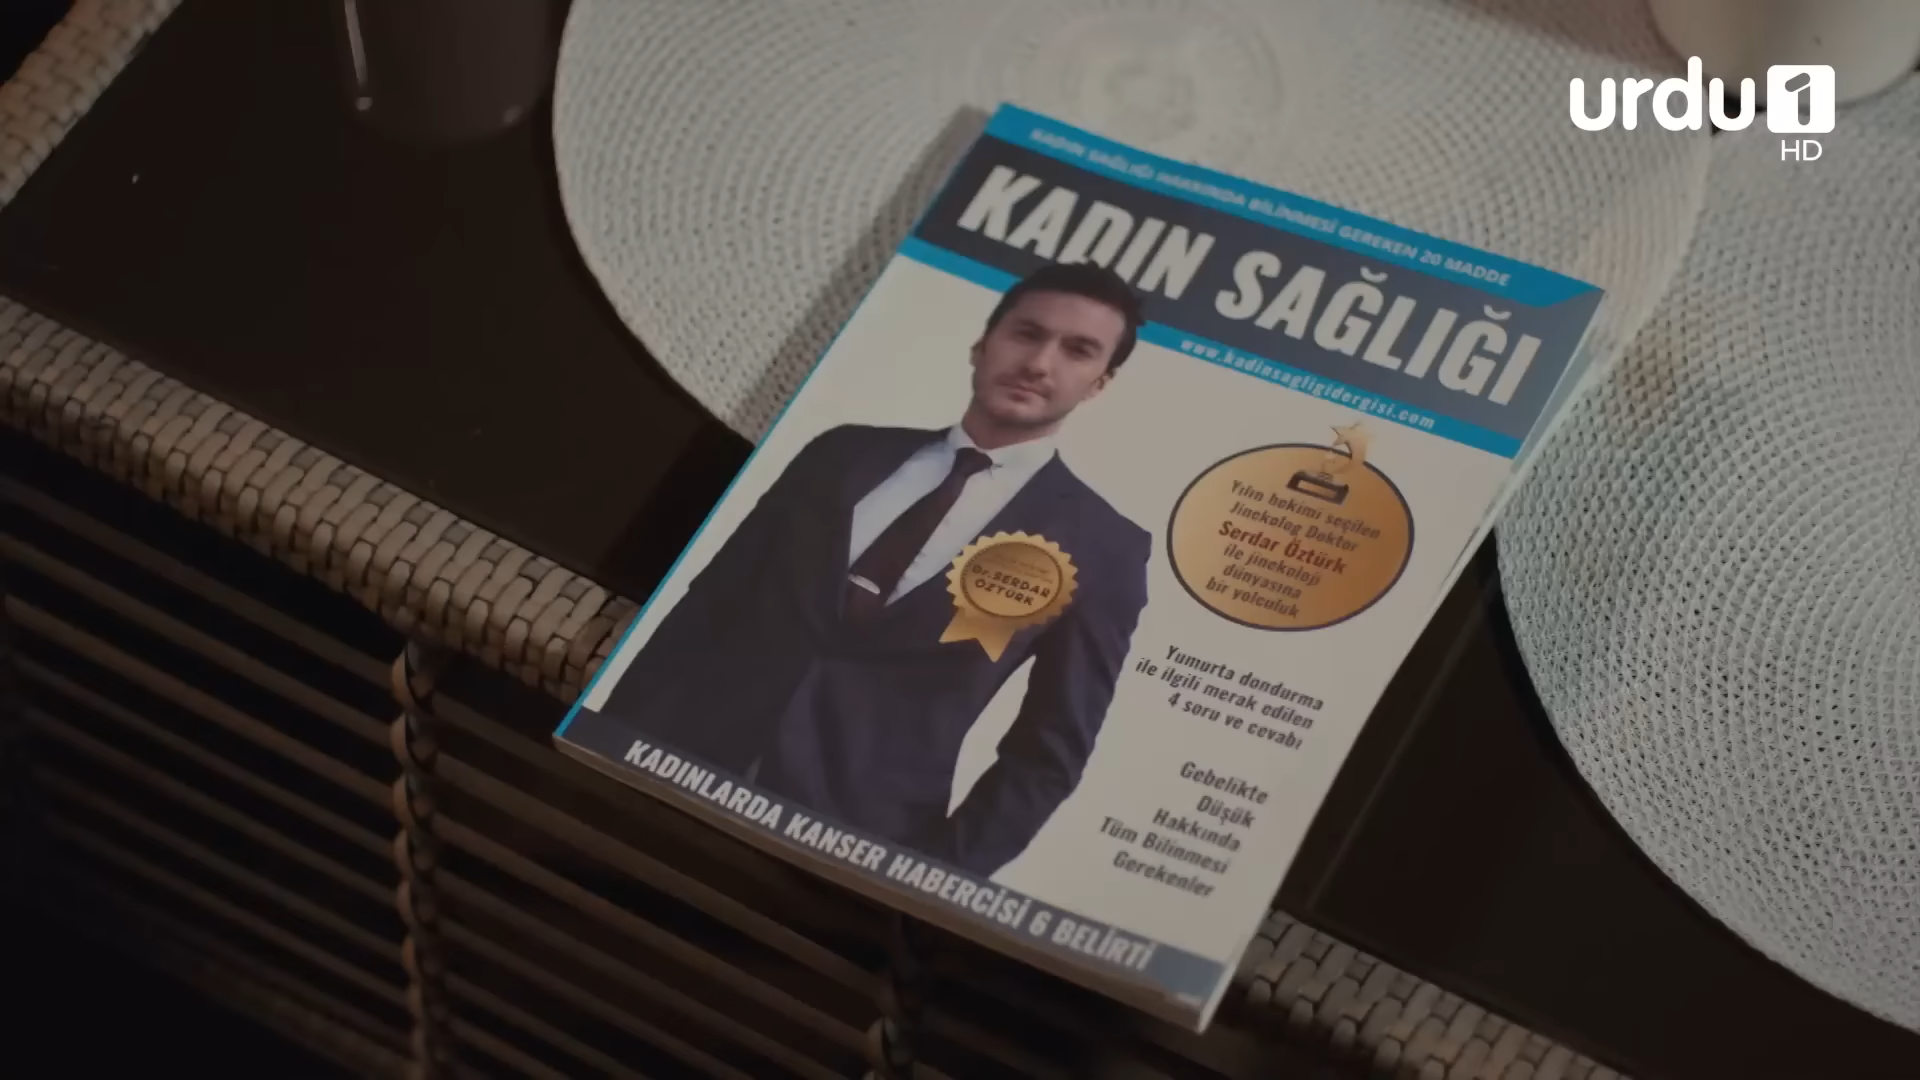 urdu 1
HD
KADIN SAĞLIĞI HAKKINDA BİLİNMESİ GEREKEN 20 MADDE
KADIN SAĞLIĞI
www.kadinsagligidergisi.com
Yılın hekimi seçilen
Jinekolog Doktor
Serdar Öztürk
ile jinekoloji
dünyasına
bir yolculuk
Dr.SERDAR
ÖZTÜRK
Yumurta dondurma
ile ilgili merak edilen
4 soru ve cevabı
Gebelikte
Düşük
Hakkında
Tüm Bilinmesi
Gerekenler
KADINLARDA KANSER HABERCİSİ 6 BELİRTİ